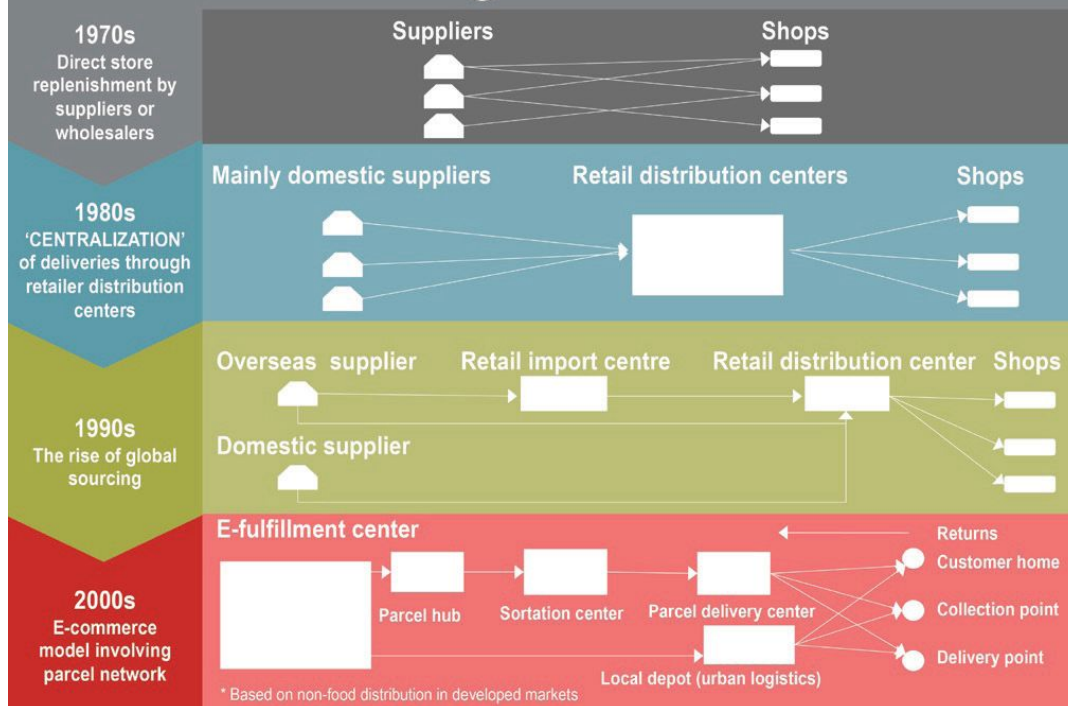 1970s
Direct store
replenishment by
suppliers or
wholesalers
Suppliers
Shops
1980s
‘CENTRALIZATION’
of deliveries through
retailer distribution
centers
Mainly domestic suppliers
Retail distribution centers
Shops
1990s
The rise of global
sourcing
Overseas supplier
Retail import centre
Retail distribution center
Shops
Domestic supplier
2000s
E-commerce
model involving
parcel network
E-fulfillment center
Parcel hub
Sortation center
Parcel delivery center
Local depot (urban logistics)
Returns
Customer home
Collection point
Delivery point
* Based on non-food distribution in developed markets